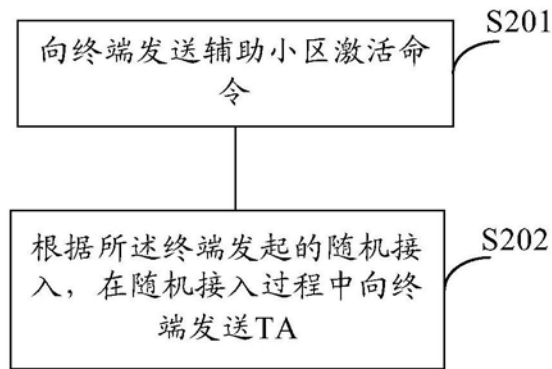 S201
向终端发送辅助小区激活命
令
S202
根据所述终端发起的随机接
入，在随机接入过程中向终
端发送TA